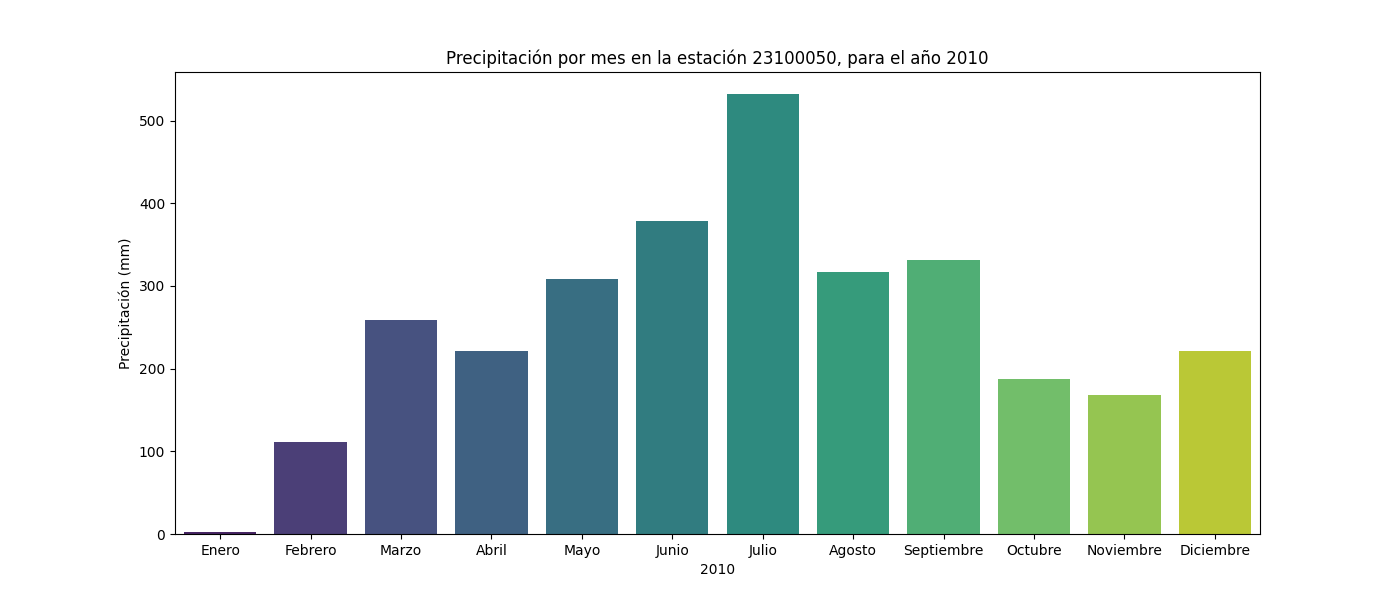 Precipitación por mes en la estación 23100050, para el año 2010
Precipitación (mm)
500
400
300
200
100
0
Enero Febrero Marzo Abril Mayo Junio Julio Agosto Septiembre Octubre Noviembre Diciembre
2010